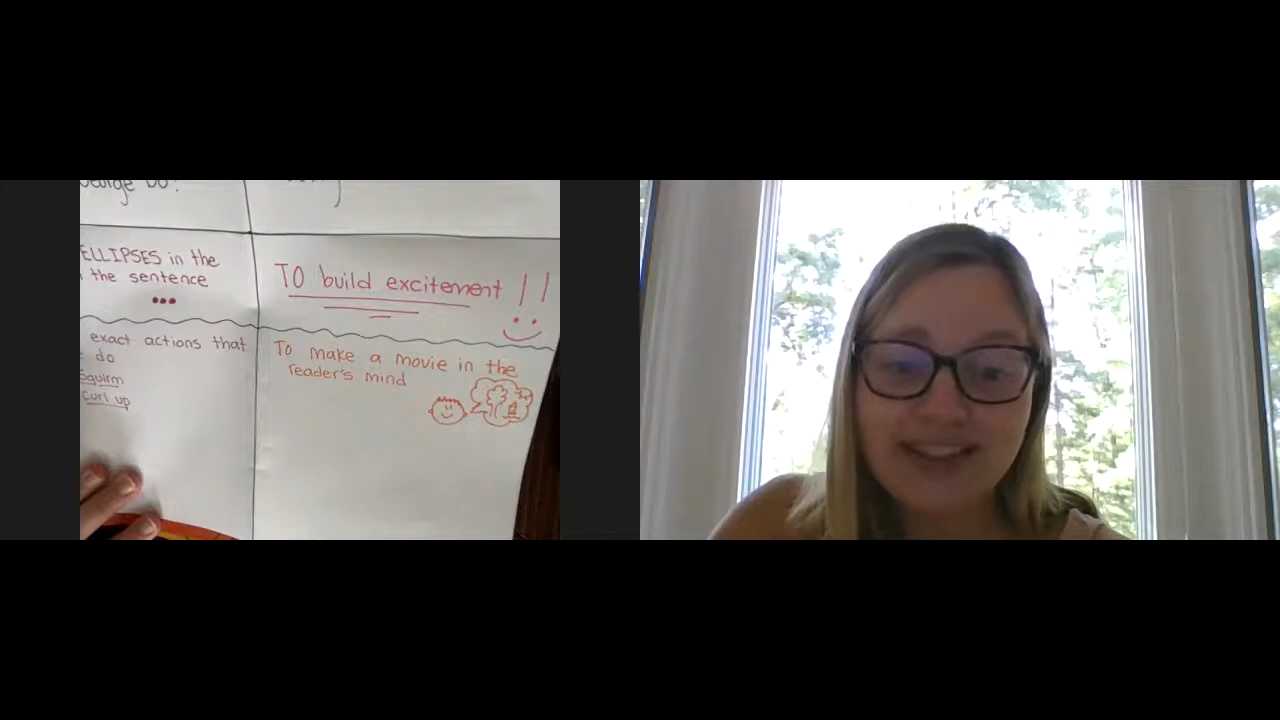 ELLIPSES in the
the sentence
...
TO build excitement !!
exact actions that
do
Squirm
Curl up
To make a movie in the
reader's mind